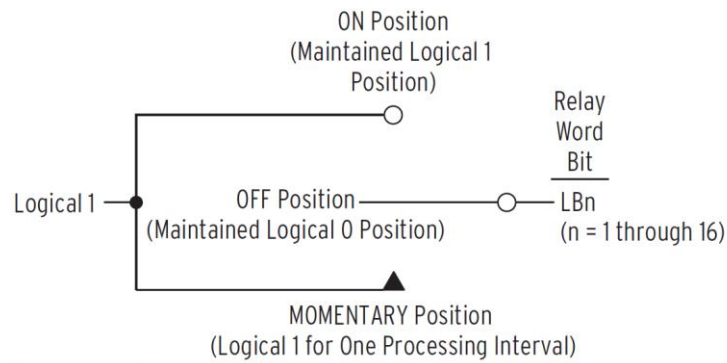 ON Position
(Maintained Logical 1
Position)
Relay
Word
Bit
Logical 1
OFF Position
LBn
(Maintained Logical 0 Position)
(n = 1 through 16)
MOMENTARY Position
(Logical 1 for One Processing Interval)